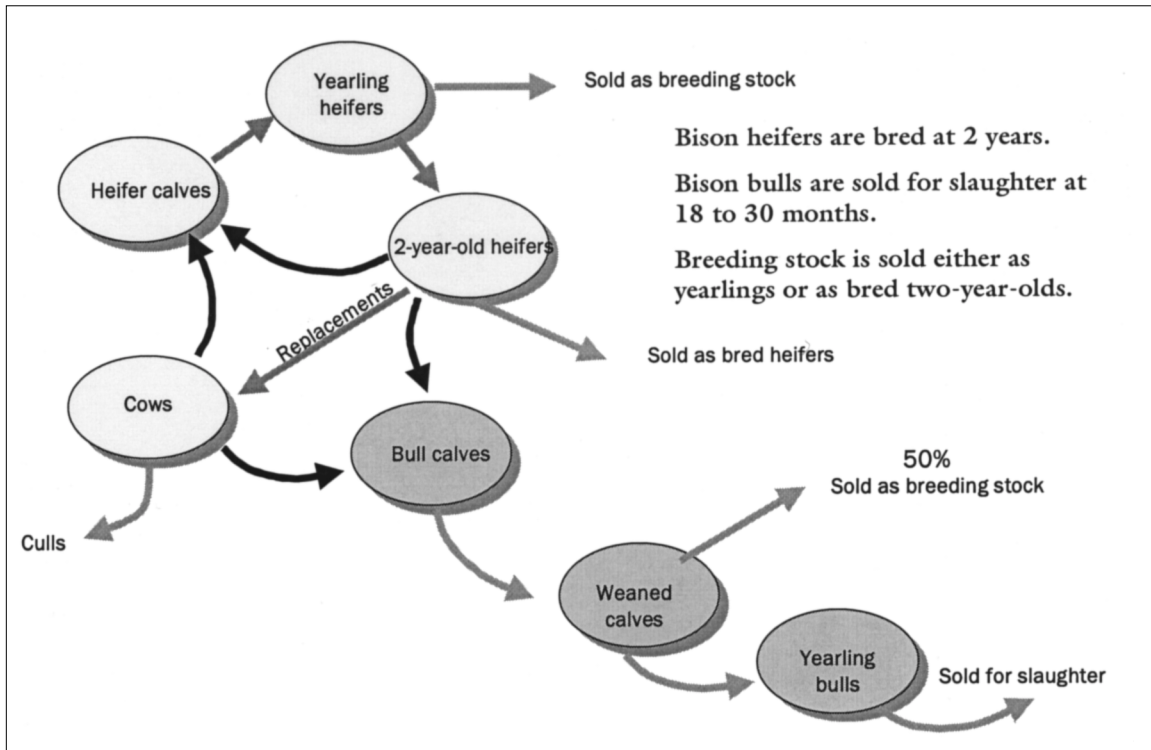 Yearling
heifers
Sold as breeding stock
Bison heifers are bred at 2 years.
Bison bulls are sold for slaughter at
18 to 30 months.
Breeding stock is sold either as
yearlings or as bred two-year-olds.
Heifer calves
2-year-old heifers
Replacements
Sold as bred heifers
Cows
Bull calves
50%
Sold as breeding stock
Culls
Weaned
calves
Yearling
bulls
Sold for slaughter